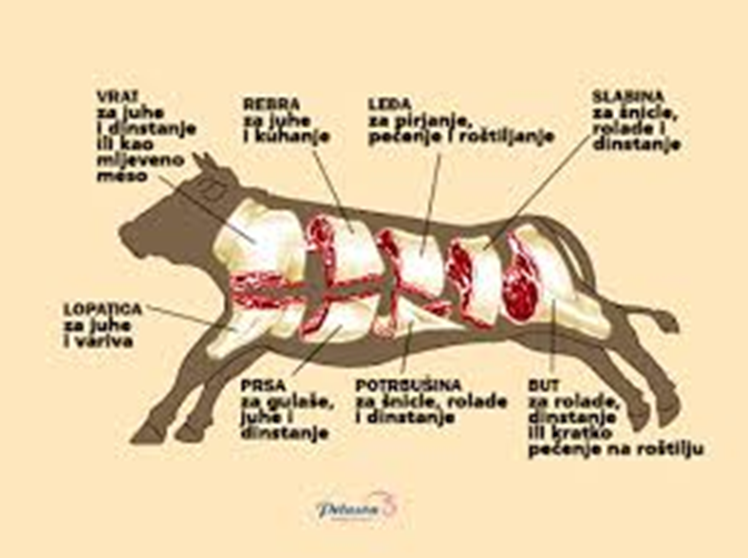 VRAT
za juhe
i dinstanje
ili kao
mljeveno
meso
REBRA
za juhe
i kuhanje
LEĐA
za pirjanje,
pečenje i roštiljanje
SLABINA
za šnicle,
rolade i
dinstanje
LOPATICA
za juhe
i variva
PRSA
za gulaše,
juhe i
dinstanje
POTRBUŠINA
za šnicle, rolade
i dinstanje
BUT
za rolade,
dinstanje
ili kratko
pečenje na roštilju